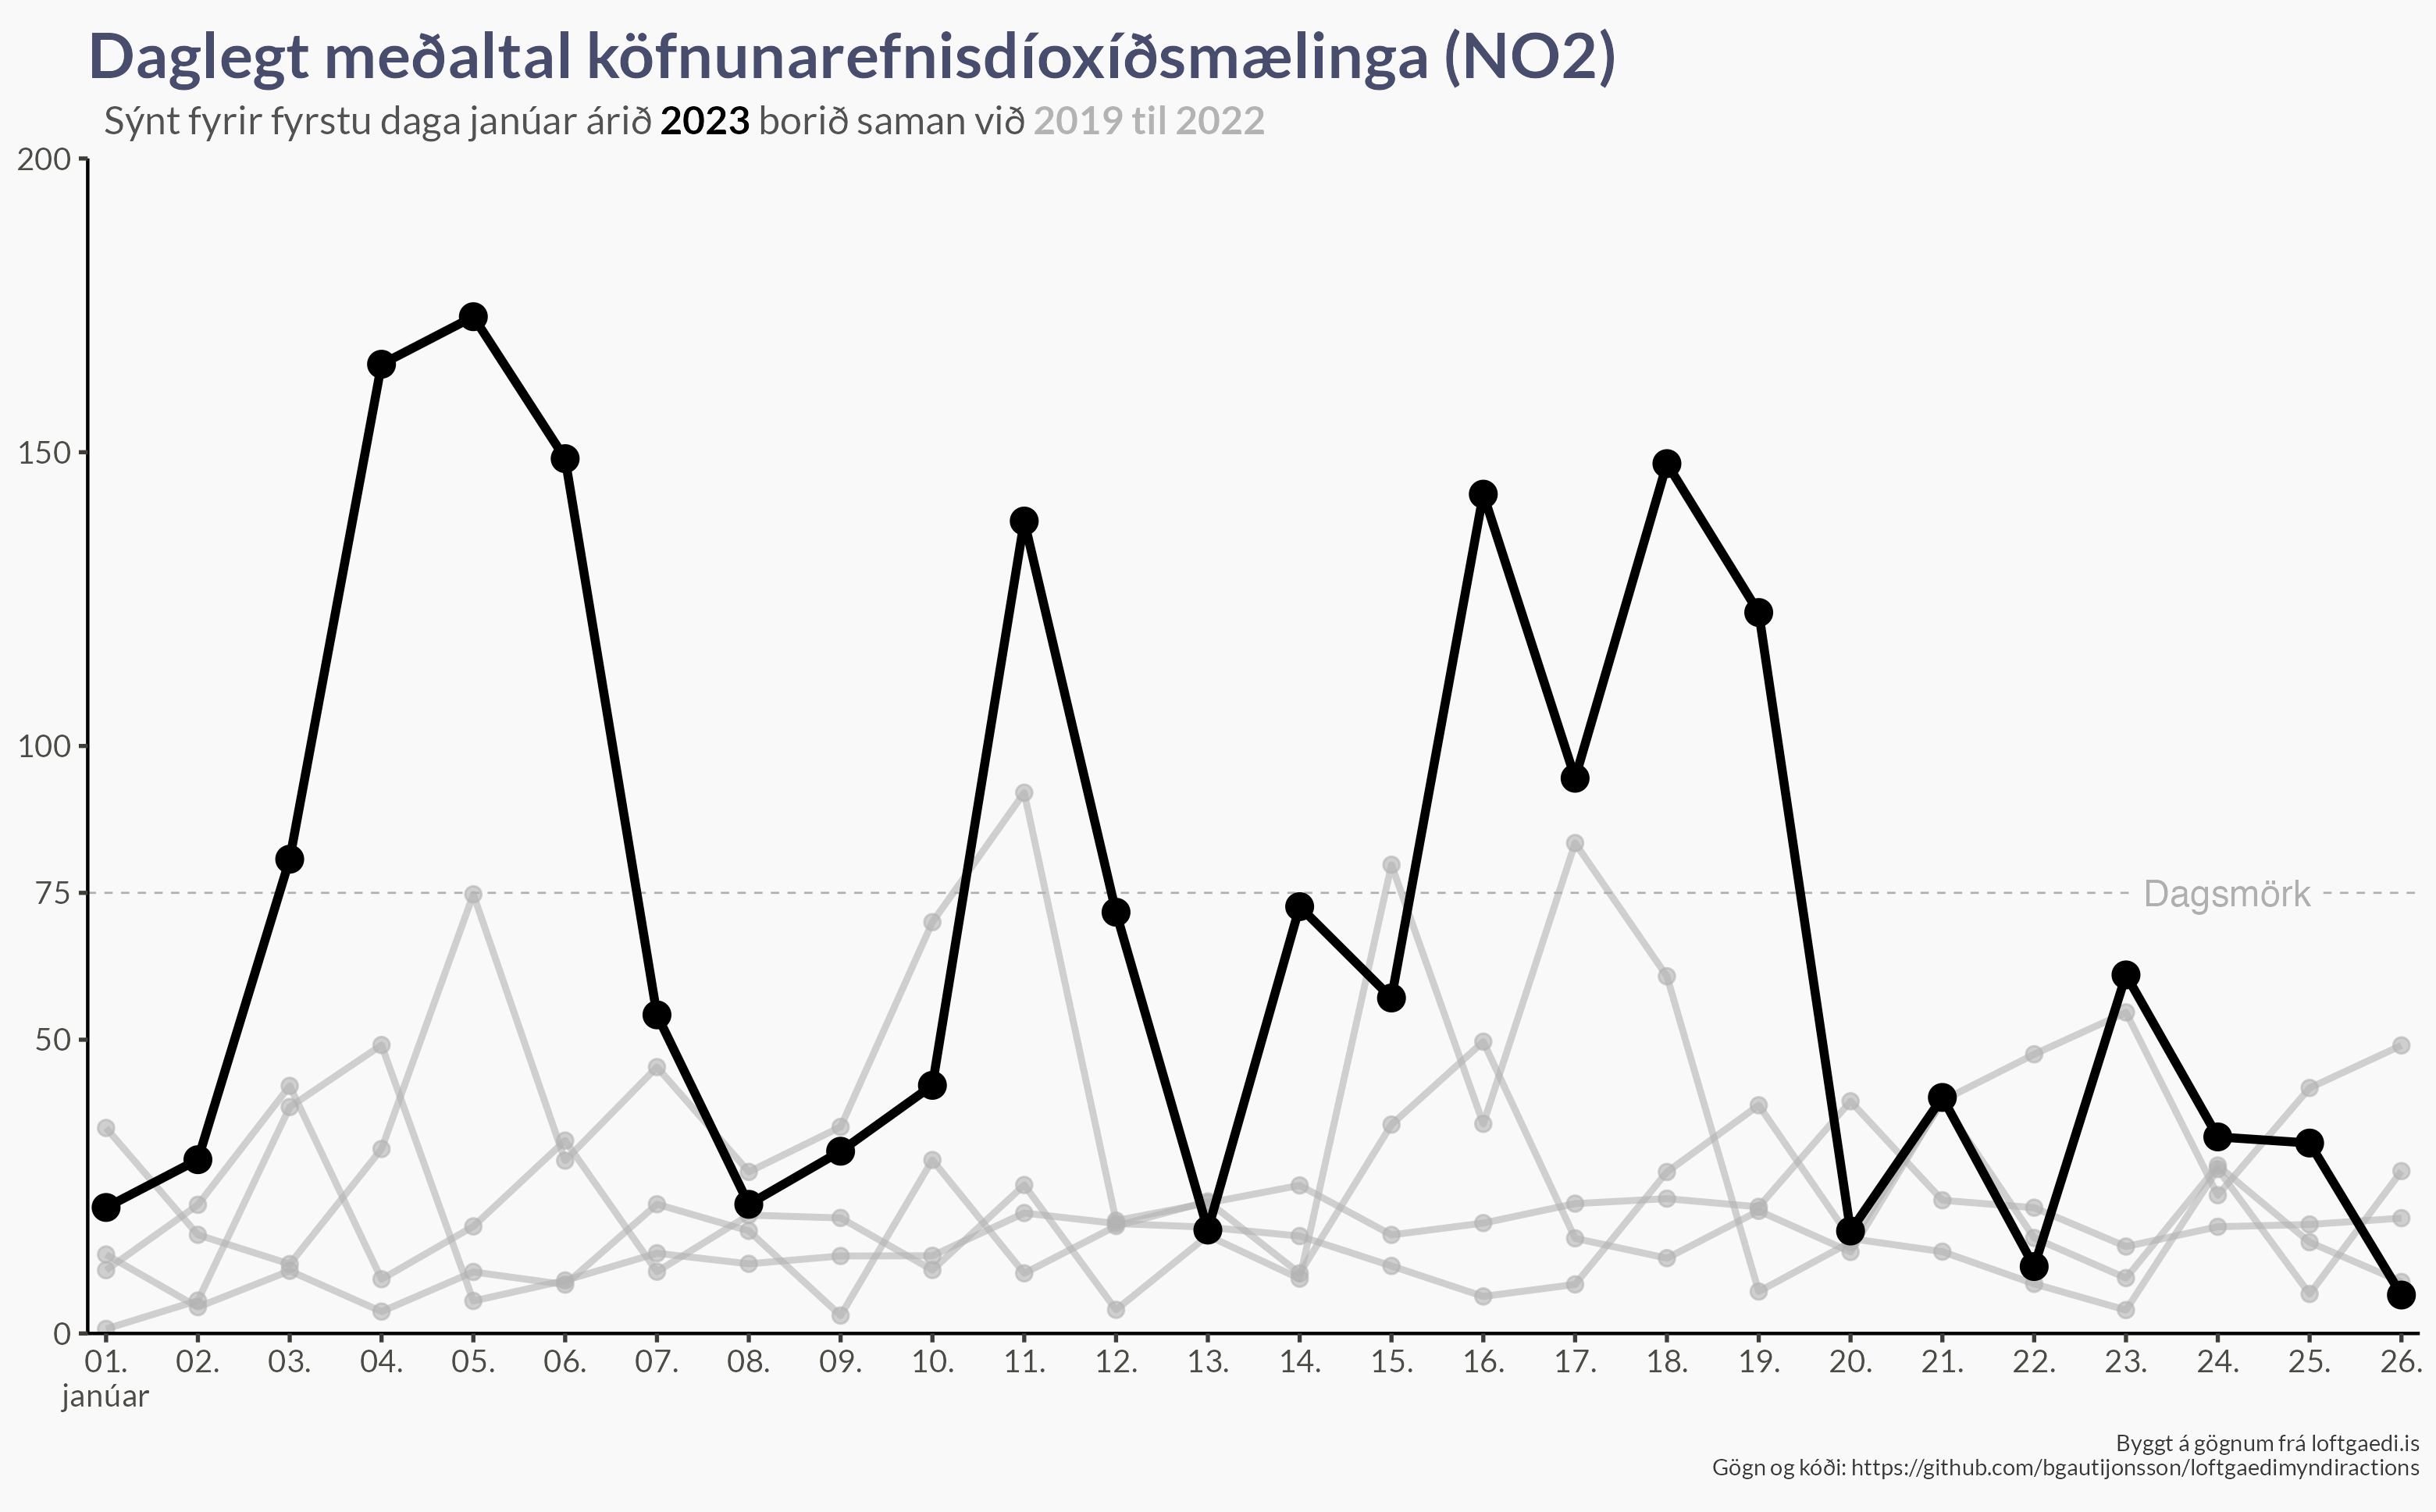 Daglegt meðaltal köfnunarefnisdíoxíðsmælinga (NO2)
Sýnt fyrir fyrstu daga janúar árið 2023 borið saman við 2019 til 2022
200
150
100
75
Dagsmörk
50
0
01. 02. 03. 04. 05. 06. 07. 08. 09. 10. 11. 12. 13. 14. 15. 16. 17. 18. 19. 20. 21. 22. 23. 24. 25. 26.
janúar
Byggt á gögnum frá loftgaedi.is
Gögn og kóði: https://github.com/bgautijonsson/loftgaedimyndiractions